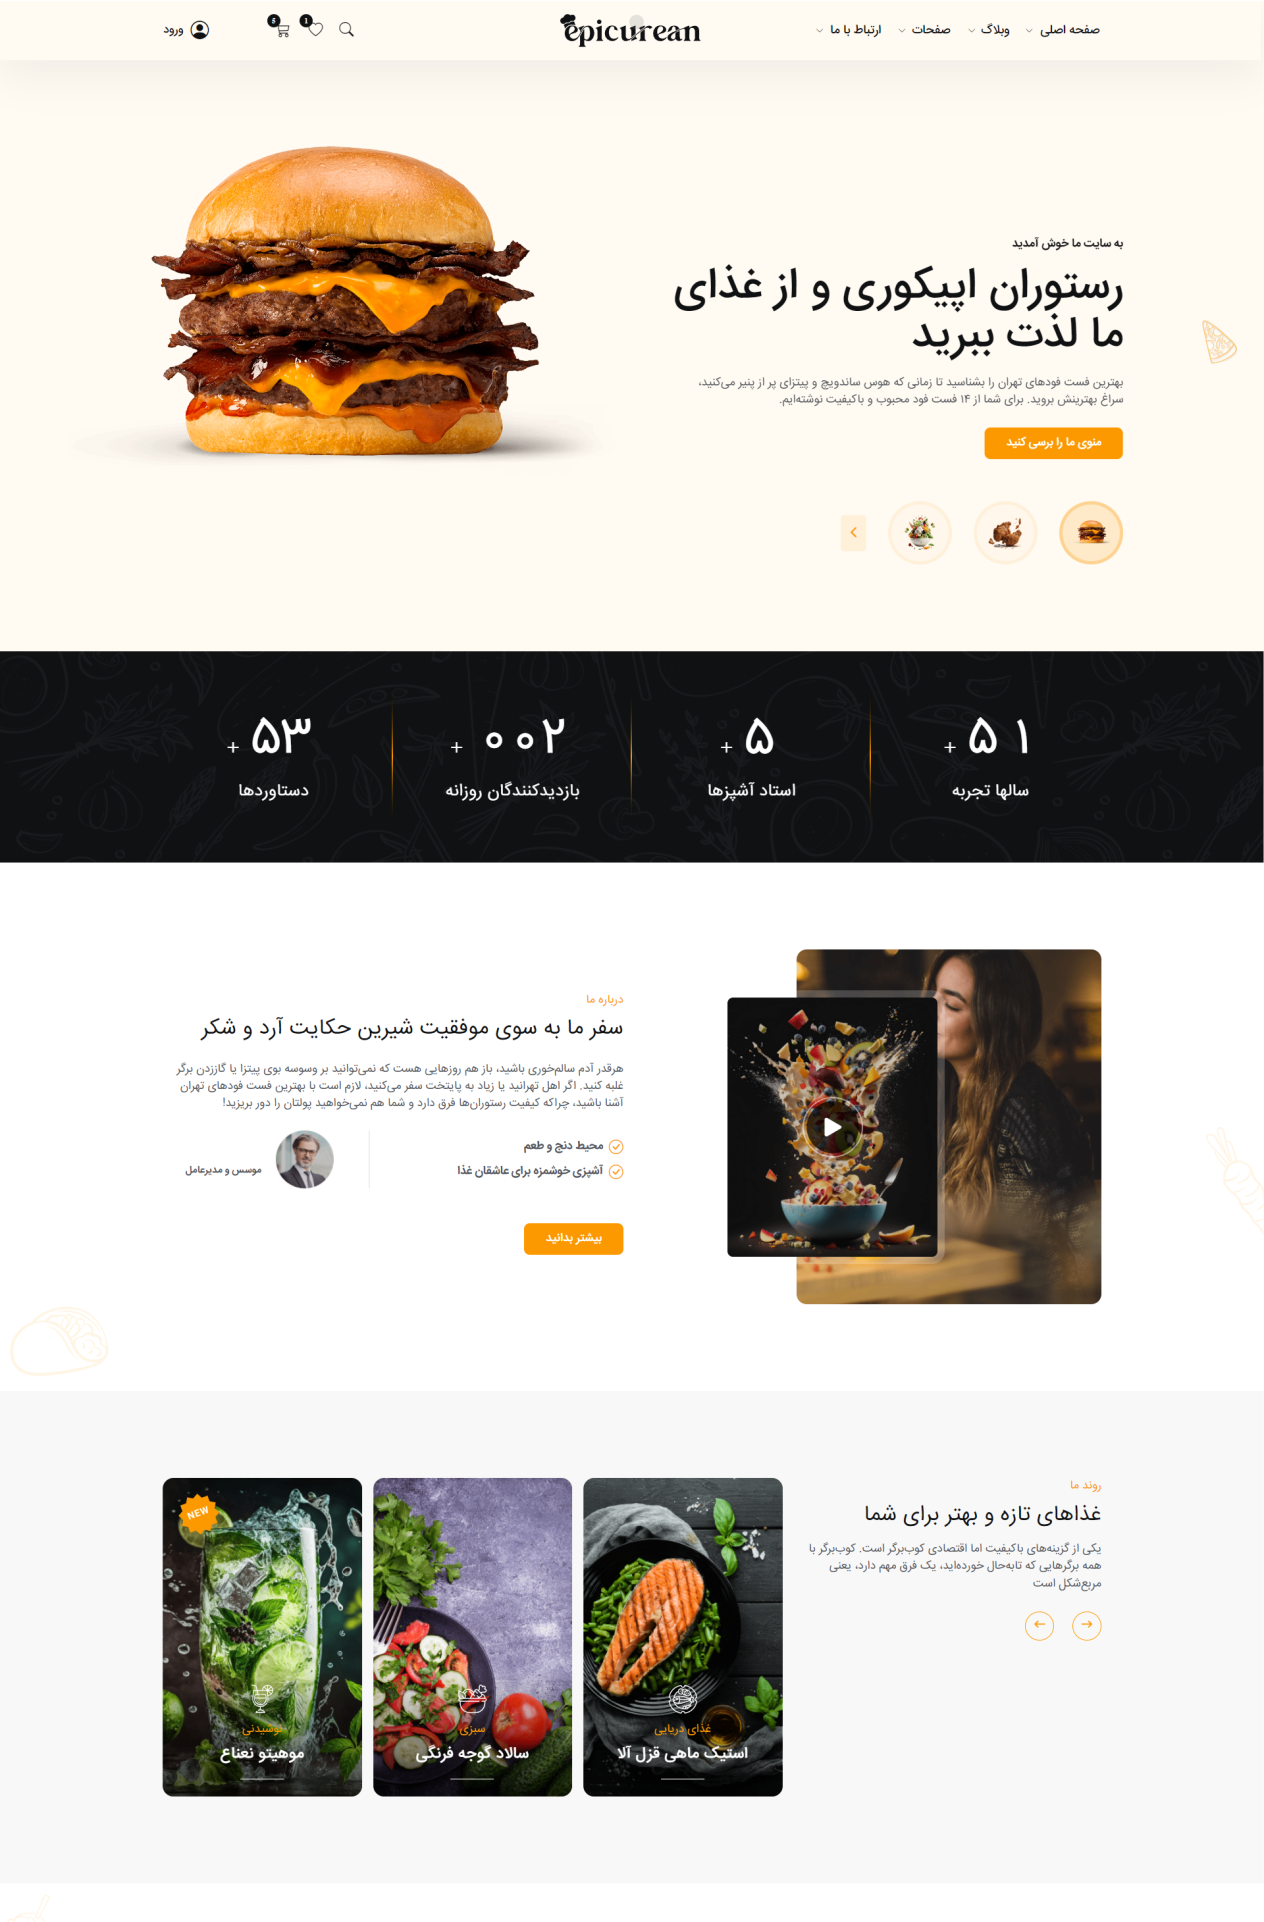 صفحه اصلی
وبلاگ
صفحات
ارتباط با ما
epicurean
1
5
ورود
به سایت ما خوش آمدید
رستوران اپیکوری و از غذای
ما لذت ببرید
بهترین فست فودهای تهران را بشناسید تا زمانی که هوس ساندویچ و پیتزای پر از پنیر می‌کنید،
سراغ بهترینش بروید. برای شما از ۱۴ فست فود محبوب و باکیفیت نوشته‌ایم.
منوی ما را برسی کنید
۵۱ +
سالها تجربه
۵ +
استاد آشپزها
۰۰۲ +
بازدیدکنندگان روزانه
۵۳ +
دستاوردها
درباره ما
سفر ما به سوی موفقیت شیرین حکایت آرد و شکر
هرقدر آدم سالم‌خوری باشید، باز هم روزهایی هست که نمی‌توانید بر وسوسه بوی پیتزا یا گاززدن برگر
غلبه کنید. اگر اهل تهرانید یا زیاد به پایتخت سفر می‌کنید، لازم است با بهترین فست فودهای تهران
آشنا باشید، چراکه کیفیت رستوران‌ها فرق دارد و شما هم نمی‌خواهید پولتان را دور بریزید!
محیط دنج و طعم
آشپزی خوشمزه برای عاشقان غذا
موسس و مدیرعامل
بیشتر بدانید
روند ما
غذاهای تازه و بهتر برای شما
یکی از گزینه‌های باکیفیت اما اقتصادی کوب‌برگر است. کوب‌برگر با
همه برگرهایی که تابه‌حال خورده‌اید، یک فرق مهم دارد، یعنی
مربع‌شکل است
غذای دریایی
استیک ماهی قزل آلا
سبزی
سالاد گوجه فرنگی
NEW
نوشیدنی
موهیتو نعناع